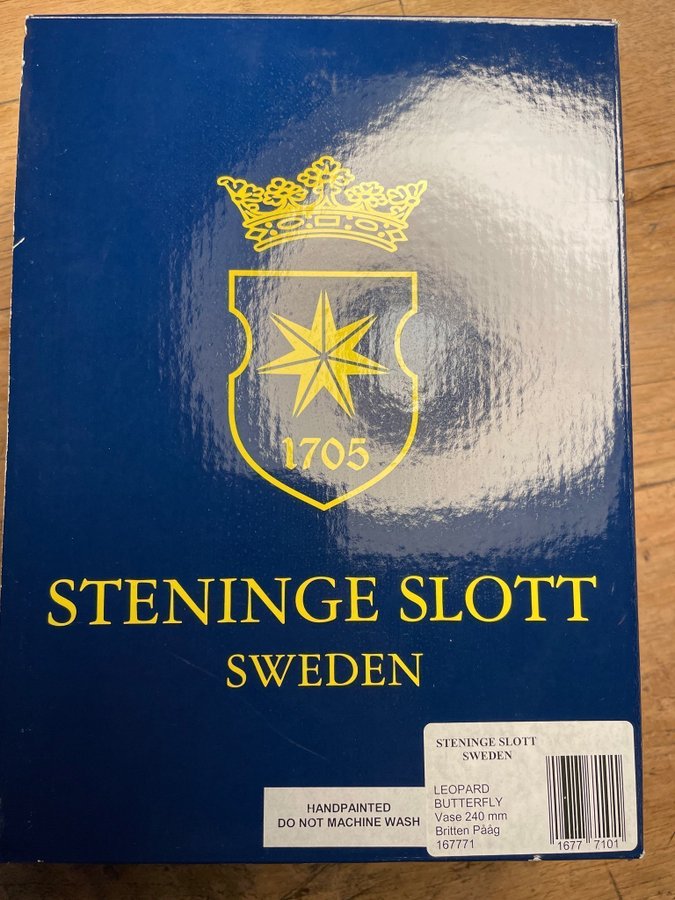 1705
STENINGE SLOTT
SWEDEN
HANDPAINTED
DO NOT MACHINE WASH
STENINGE SLOTT
SWEDEN
LEOPARD
BUTTERFLY
Vase 240 mm
Britten Pååg
167771
1677 7101